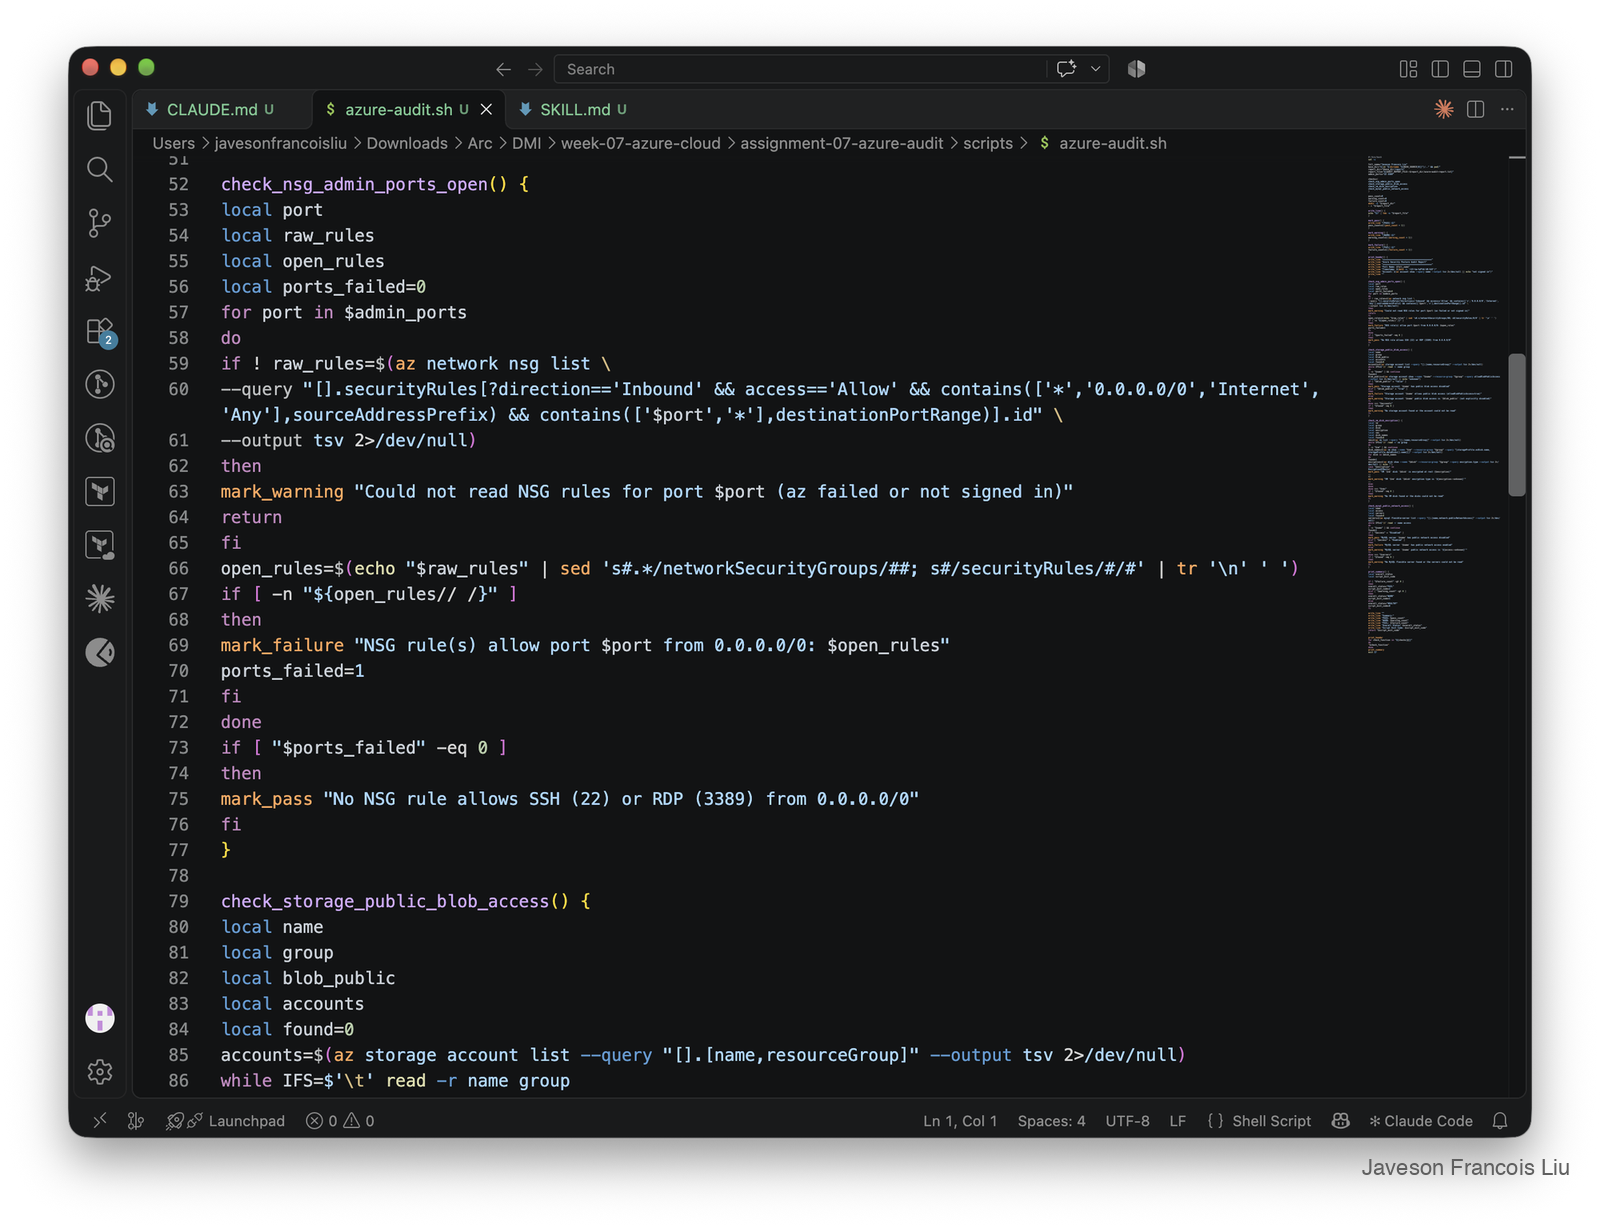 Search
CLAUDE.md U
$ azure-audit.sh U
SKILL.md U
Users > javesonfrancoisliu > Downloads > Arc > DMI > week-07-azure-cloud > assignment-07-azure-audit > scripts > $ azure-audit.sh
51
52 check_nsg_admin_ports_open() {
53 local port
54 local raw_rules
55 local open_rules
56 local ports_failed=0
57 for port in $admin_ports
58 do
59 if ! raw_rules=$(az network nsg list \
60 --query "[].securityRules[?direction=='Inbound' && access=='Allow' && contains(['*','0.0.0.0/0','Internet',
'Any'],sourceAddressPrefix) && contains(['$port','*'],destinationPortRange)].id" \
61 --output tsv 2>/dev/null)
62 then
63 mark_warning "Could not read NSG rules for port $port (az failed or not signed in)"
64 return
65 fi
66 open_rules=$(echo "$raw_rules" | sed 's#.*/networkSecurityGroups/##; s#/securityRules/#/#' | tr '\n' ' ')
67 if [ -n "${open_rules// /}" ]
68 then
69 mark_failure "NSG rule(s) allow port $port from 0.0.0.0/0: $open_rules"
70 ports_failed=1
71 fi
72 done
73 if [ "$ports_failed" -eq 0 ]
74 then
75 mark_pass "No NSG rule allows SSH (22) or RDP (3389) from 0.0.0.0/0"
76 fi
77 }
78
79 check_storage_public_blob_access() {
80 local name
81 local group
82 local blob_public
83 local accounts
84 local found=0
85 accounts=$(az storage account list --query "[].[name,resourceGroup]" --output tsv 2>/dev/null)
86 while IFS=$'\t' read -r name group
2
Launchpad 0 0 Ln 1, Col 1 Spaces: 4 UTF-8 LF { } Shell Script Claude Code
Javeson Francois Liu